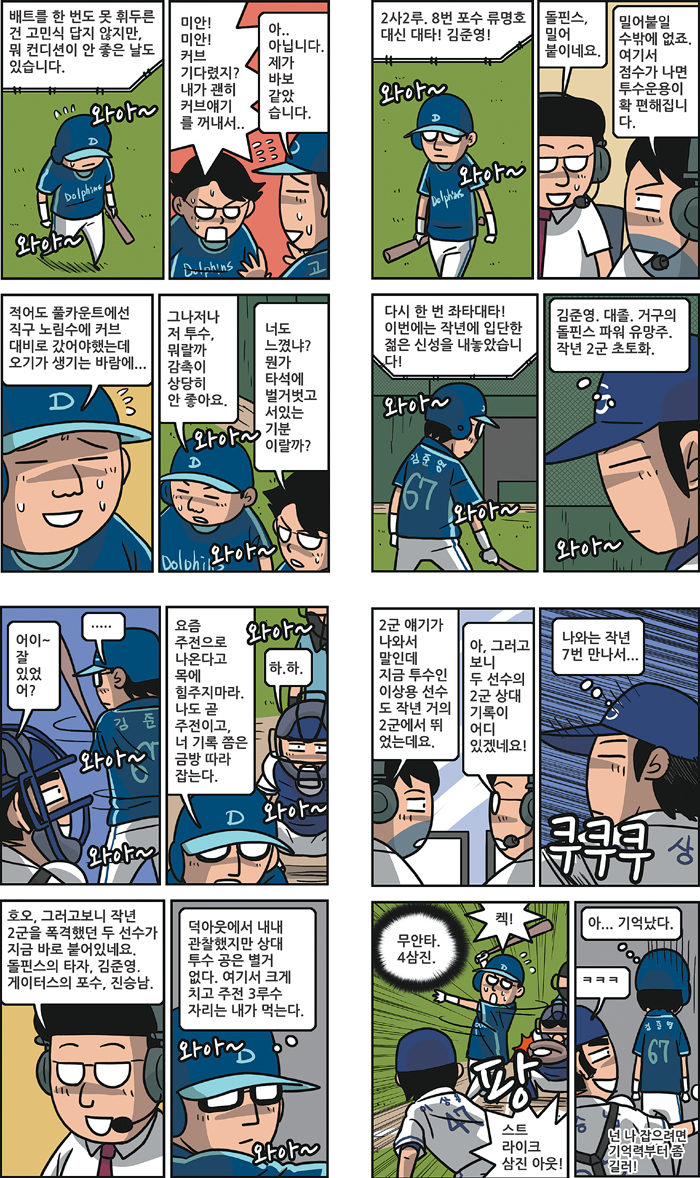 배트를 한 번도 못 휘두른
건 고민식 답지 않지만,
뭐 컨디션이 안 좋은 날도
있습니다.
와아~
Dolphins
와아~
미안!
미안!
커브
기다렸지?
내가 괜히
커브얘기
를 꺼내서..
아..
아닙니다.
제가
바보
같았
습니다.
Dolphins
고
적어도 풀카운트에선
직구 노림수에 커브
대비로 갔어야했는데
오기가 생기는 바람에...
D
그나저나
저 투수,
뭐랄까
감촉이
상당히
안 좋아요.
너도
느꼈냐?
뭔가
타석에
벌거벗고
서있는
기분
이랄까?
와아~
D
Dolphins
와아~
2사2루. 8번 포수 류명호
대신 대타! 김준영!
와아~
D
와아~
Dolphins
돌핀스,
밀어
붙이네요.
밀어붙일
수밖에 없죠.
여기서
점수가 나면
투수운용이
확 편해집니
다.
다시 한 번 좌타대타!
이번에는 작년에 입단한
젊은 신성을 내놓았습니
다!
와아~
김준영
67
와아~
김준영. 대졸. 거구의
돌핀스 파워 유망주.
작년 2군 초토화.
G
와아~
어이~
잘
있었
어?
.....
김준
67
와아~
와아~
요즘
주전으로
나온다고
목에
힘주지마라.
나도 곧
주전이고,
너 기록 쯤은
금방 따라
잡는다.
와아~
하.하.
와아~
D
호오, 그러고보니 작년
2군을 폭격했던 두 선수가
지금 바로 붙어있네요.
돌핀스의 타자, 김준영.
게이터스의 포수, 진승남.
덕아웃에서 내내
관찰했지만 상대
투수 공은 별거
없다. 여기서 크게
치고 주전 3루수
자리는 내가 먹는다.
와아~
D
와아~
2군 얘기가
나와서
말인데
지금 투수인
이상용 선수
도 작년 거의
2군에서 뛰
었는데요.
아, 그러고
보니
두 선수의
2군 상대
기록이
어디
있겠네요!
나와는 작년
7번 만나서...
쿠쿠쿠
상
무안타.
4삼진.
켁!
D
팡
이상용
47
스트
라이크
삼진 아웃!
아... 기억났다.
ㅋㅋㅋ
김준영
67
넌 나 잡으려면
기억력부터 좀
길러!